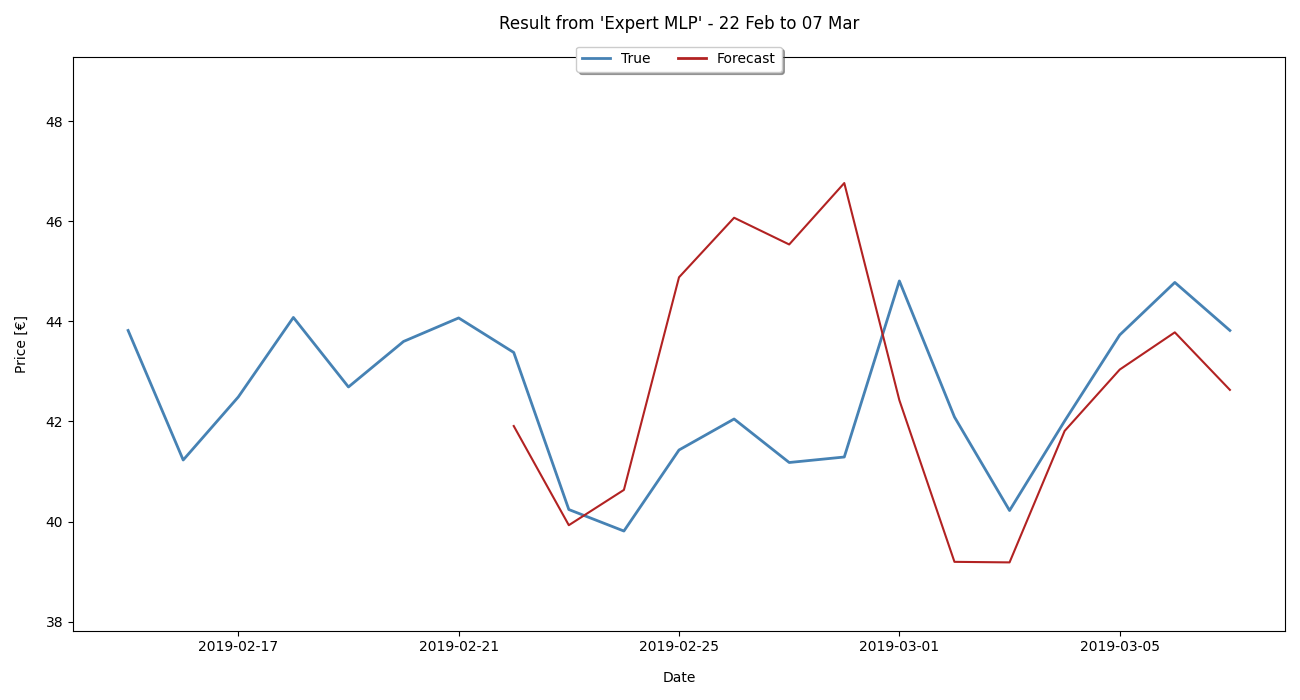 Result from 'Expert MLP' - 22 Feb to 07 Mar
True Forecast
48
46
44
42
40
38
Price [€]
2019-02-17 2019-02-21 2019-02-25 2019-03-01 2019-03-05
Date